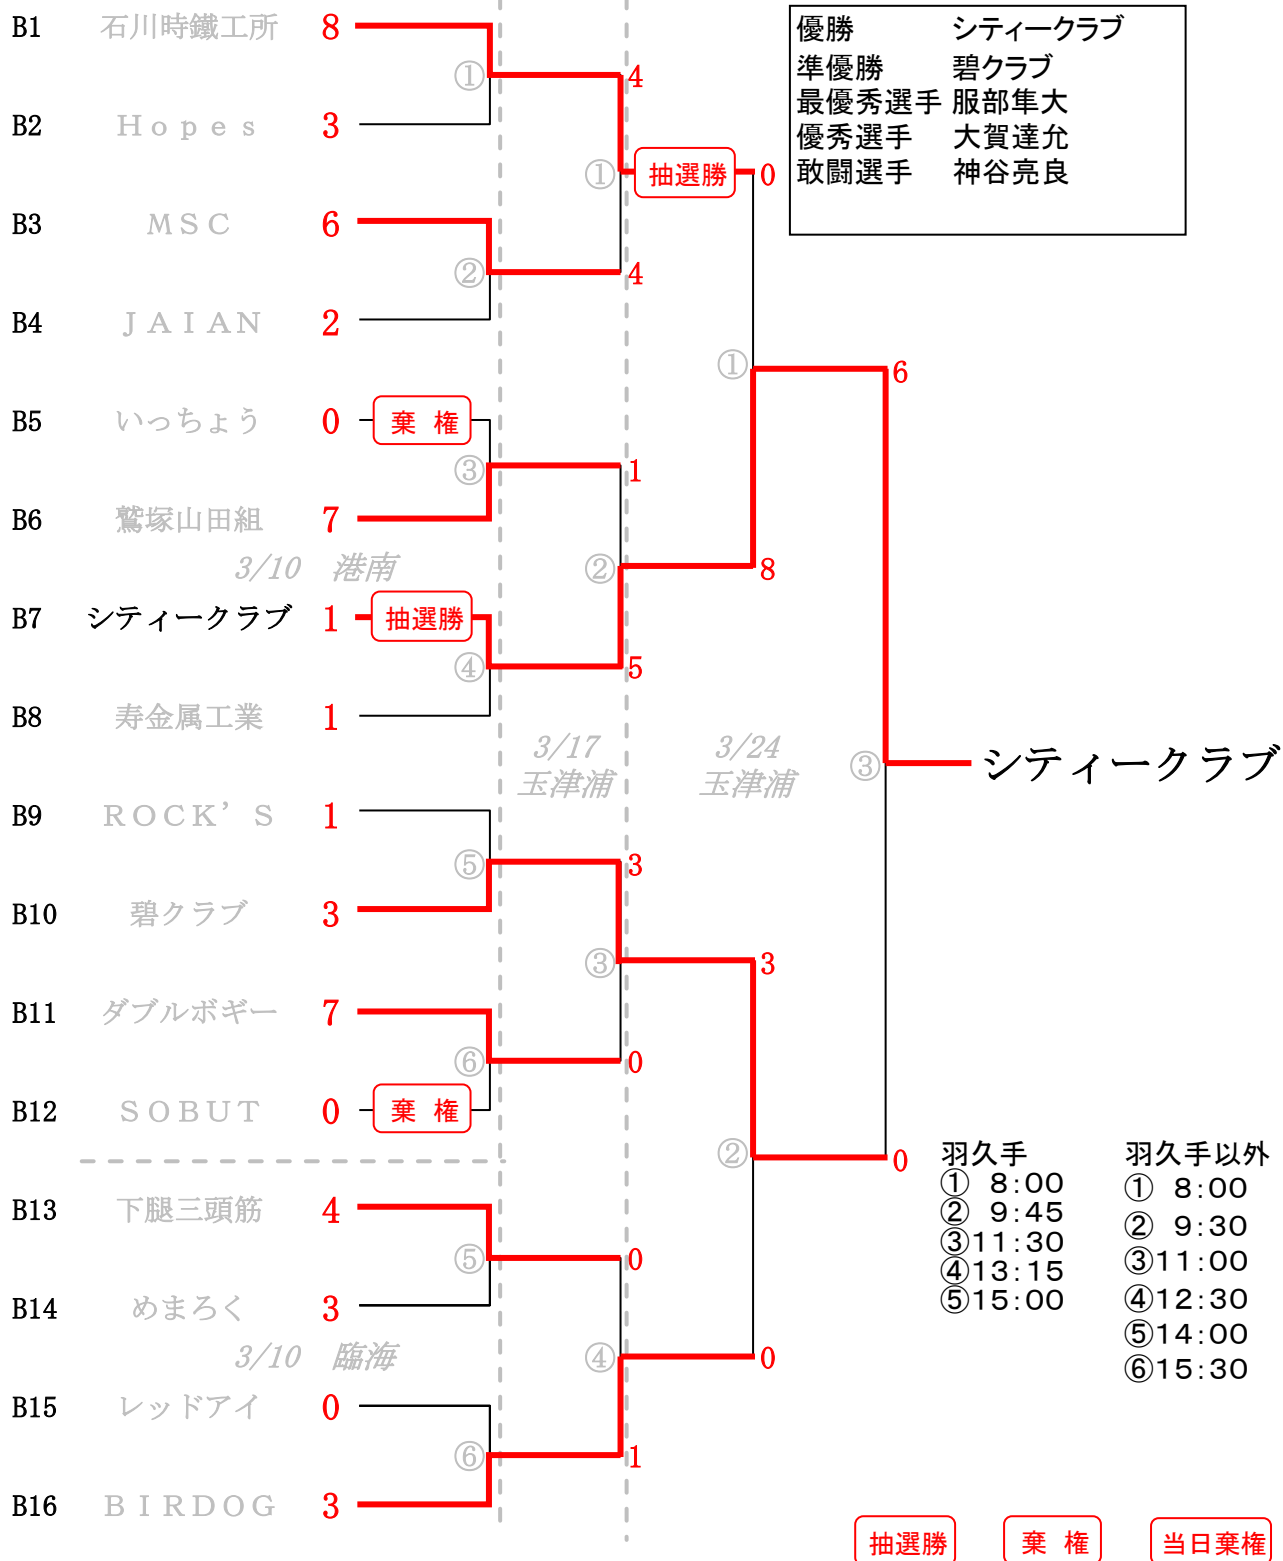 B1 石川時鐵工所 8
①
4
B2 Hopes 3
① 抽選勝 0
B3 MSC 6
②
4
B4 JAIAN 2
①
6
B5 いっちょう 0 棄 権
③
1
B6 鷲塚山田組 7
3/10 港南
②
8
B7 シティークラブ 1 抽選勝
④
5
B8 寿金属工業 1
3/17
玉津浦
3/24
玉津浦
③
シティークラブ
B9 ROCK'S 1
⑤
3
B10 碧クラブ 3
③
3
B11 ダブルボギー 7
⑥
0
B12 SOBUT 0 棄 権
②
0
B13 下腿三頭筋 4
⑤
0
B14 めまろく 3
3/10 臨海
④
0
B15 レッドアイ 0
⑥
1
B16 BIRDOG 3
優勝 シティークラブ
準優勝 碧クラブ
最優秀選手 服部隼大
優秀選手 大賀達允
敢闘選手 神谷亮良
羽久手
① 8:00
② 9:45
③11:30
④13:15
⑤15:00
羽久手以外
① 8:00
② 9:30
③11:00
④12:30
⑤14:00
⑥15:30
抽選勝 棄 権 当日棄権